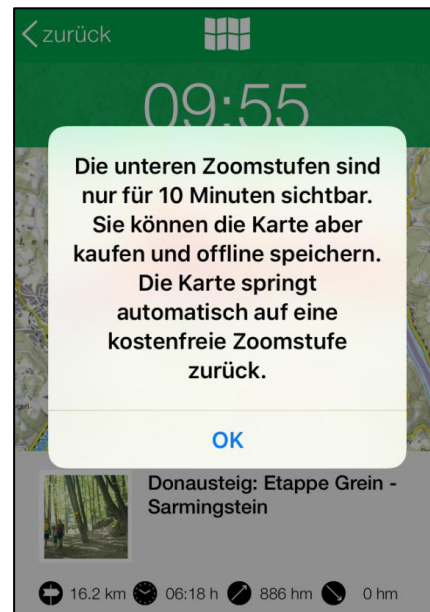 zurück
09:55
Die unteren Zoomstufen sind
nur für 10 Minuten sichtbar.
Sie können die Karte aber
kaufen und offline speichern.
Die Karte springt
automatisch auf eine
kostenfreie Zoomstufe
zurück.
OK
Donausteig: Etappe Grein -
Sarmingstein
16.2 km 06:18 h 886 hm 0 hm